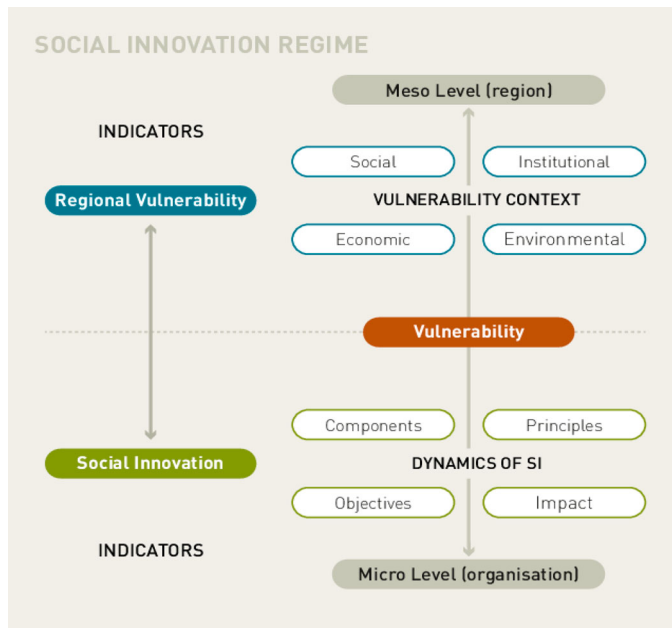 SOCIAL INNOVATION REGIME
Meso Level (region)
INDICATORS
Social
Institutional
Regional Vulnerability
VULNERABILITY CONTEXT
Economic
Environmental
Vulnerability
Components
Principles
Social Innovation
DYNAMICS OF SI
Objectives
Impact
INDICATORS
Micro Level (organisation)